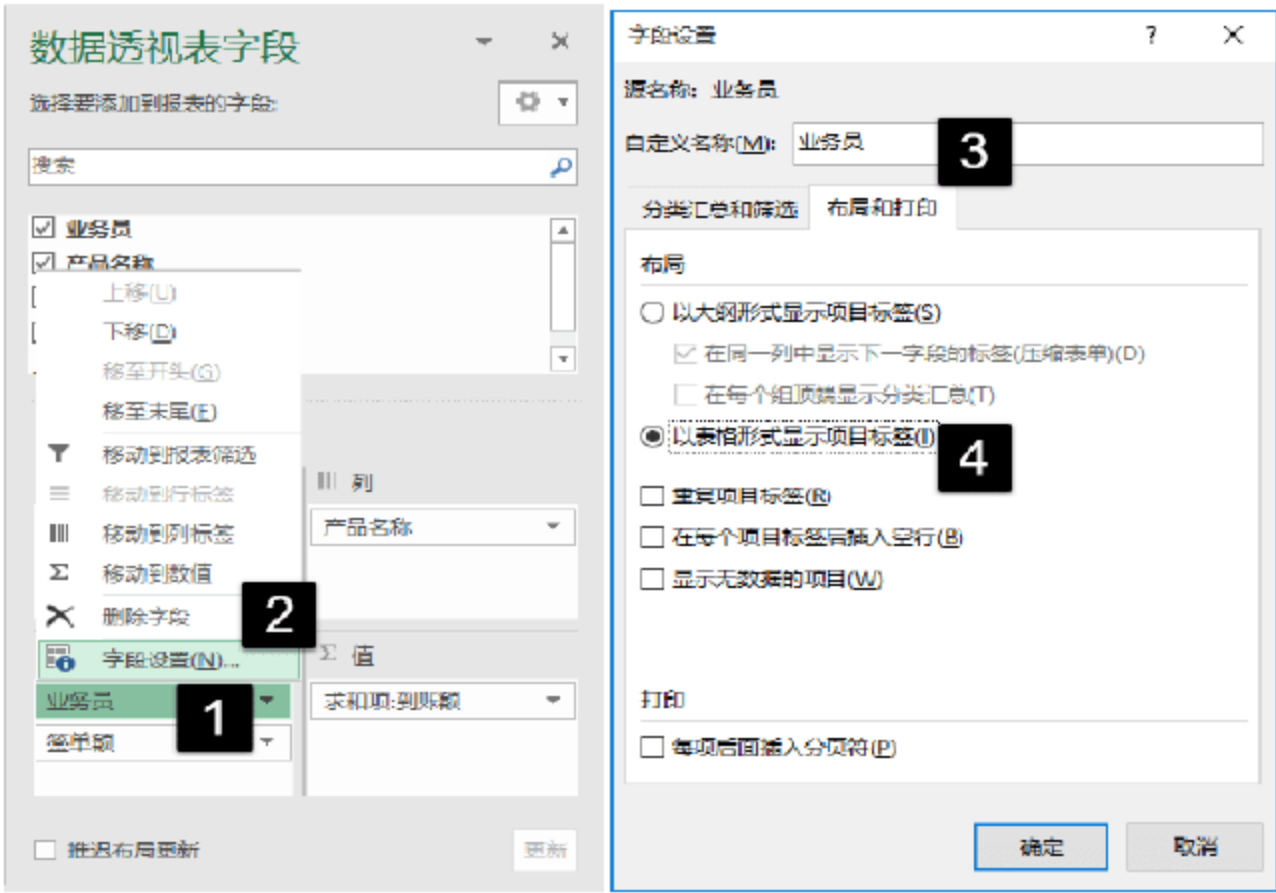 数据透视表字段
选择要添加到报表的字段:
搜索
业务员
产品名称
上移(U)
下移(D)
移至开头(G)
移至末尾(E)
移动到报表筛选
移动到行标签
移动到列标签
移动到数值
删除字段
2
字段设置(N)...
业务员
1
签单额
列
产品名称
Σ 值
求和项:到账额
推迟布局更新
更新
字段设置
?
源名称: 业务员
自定义名称(M): 业务员
3
分类汇总和筛选 布局和打印
布局
以大纲形式显示项目标签(S)
在同一列中显示下一字段的标签(压缩表单)(D)
在每个组顶端显示分类汇总(T)
以表格形式显示项目标签(I)
4
重复项目标签(R)
在每个项目标签后插入空行(B)
显示无数据的项目(W)
打印
每项后面插入分页符(P)
确定 取消